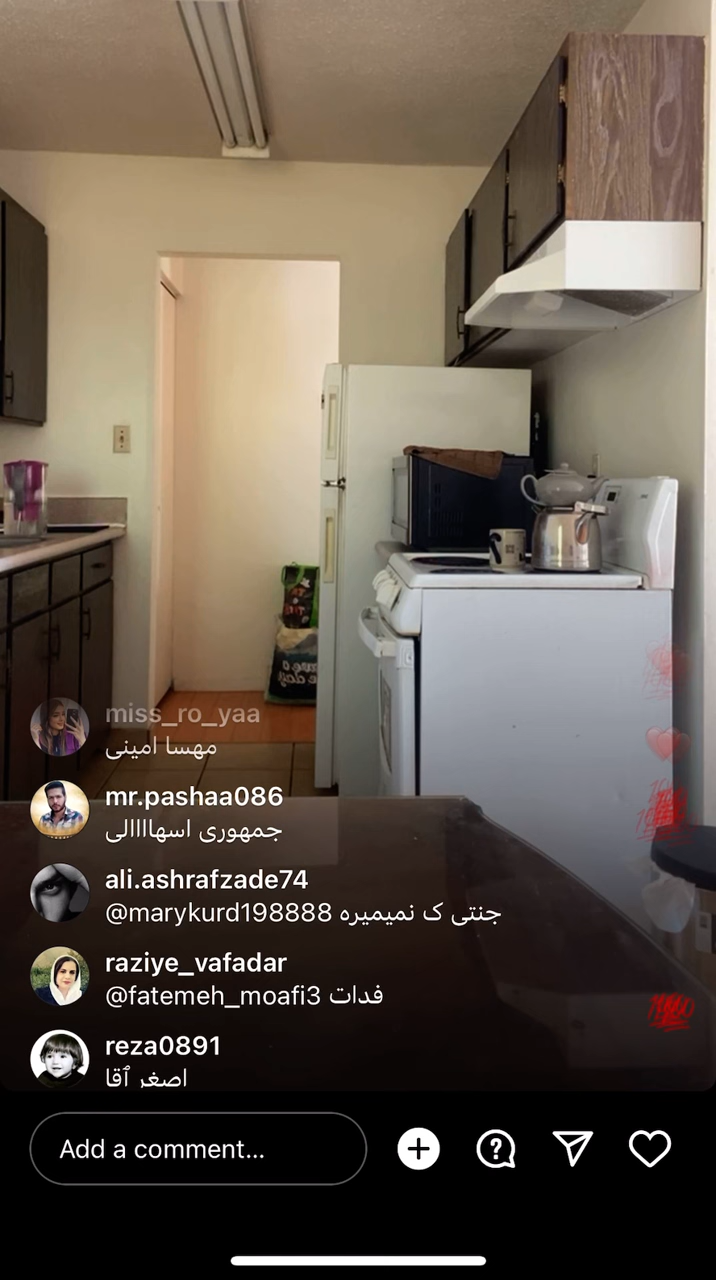 miss_ro_yaa
مهسا امینی
mr.pashaa086
جمهوری اسهاااالی
ali.ashrafzade74
@marykurd198888 جنتی ک نمیمیره
raziye_vafadar
@fatemeh_moafi3 فدات
reza0891
اصغر آقا
Add a comment...